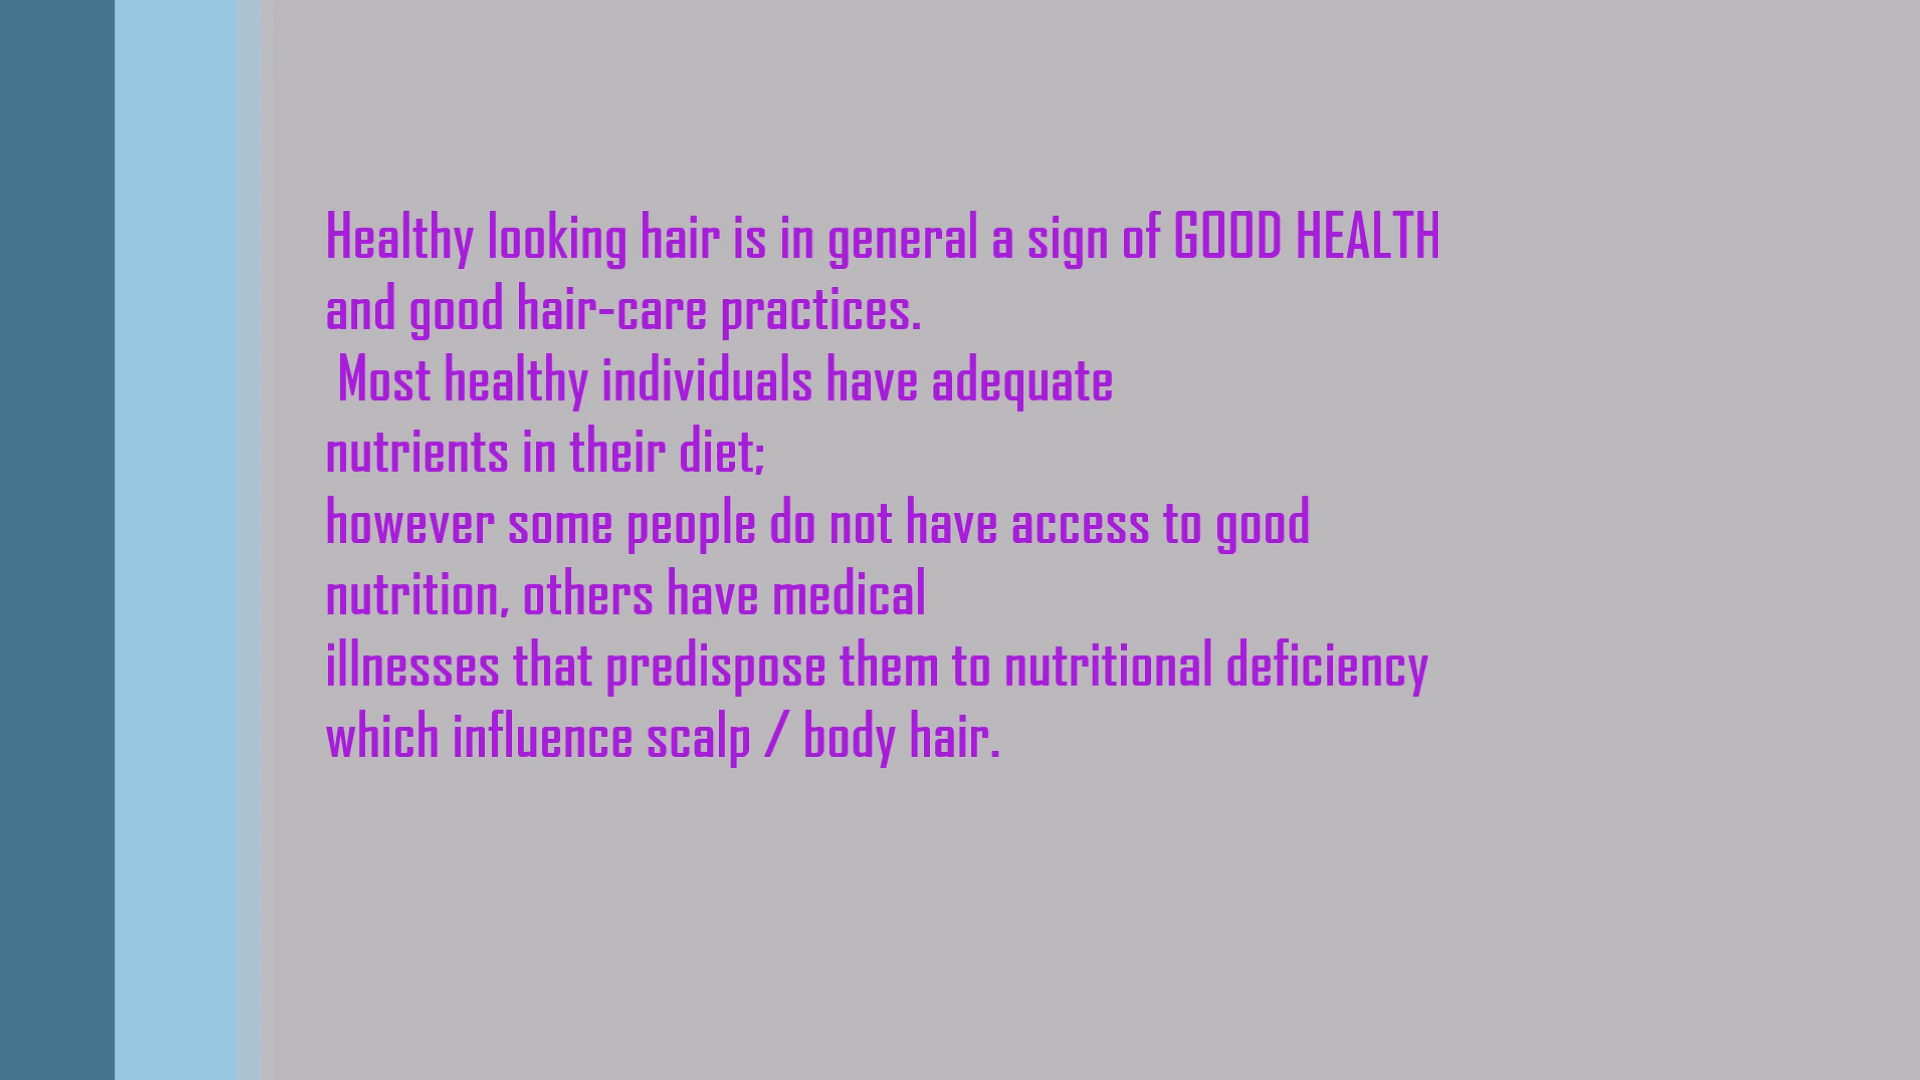 Healthy looking hair is in general a sign of GOOD HEALTH
and good hair-care practices.
Most healthy individuals have adequate
nutrients in their diet;
however some people do not have access to good
nutrition, others have medical
illnesses that predispose them to nutritional deficiency
which influence scalp / body hair.